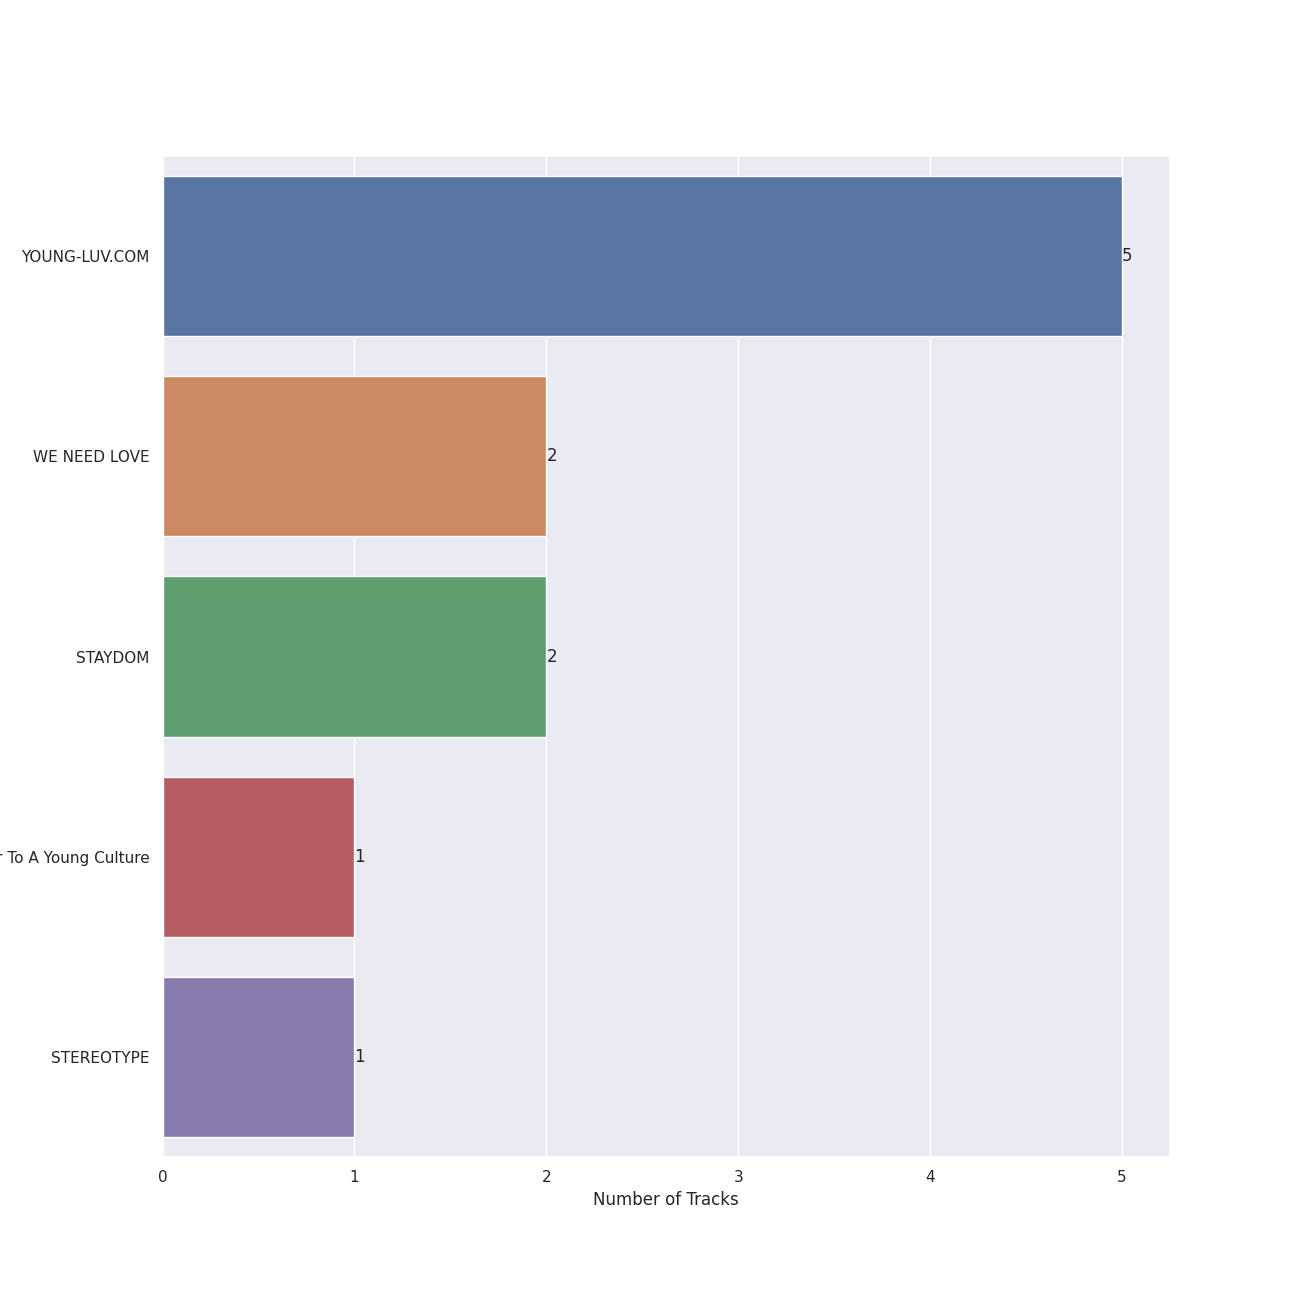 YOUNG-LUV.COM
5
WE NEED LOVE
2
STAYDOM
2
To A Young Culture
1
STEREOTYPE
1
0 1 2 3 4 5
Number of Tracks